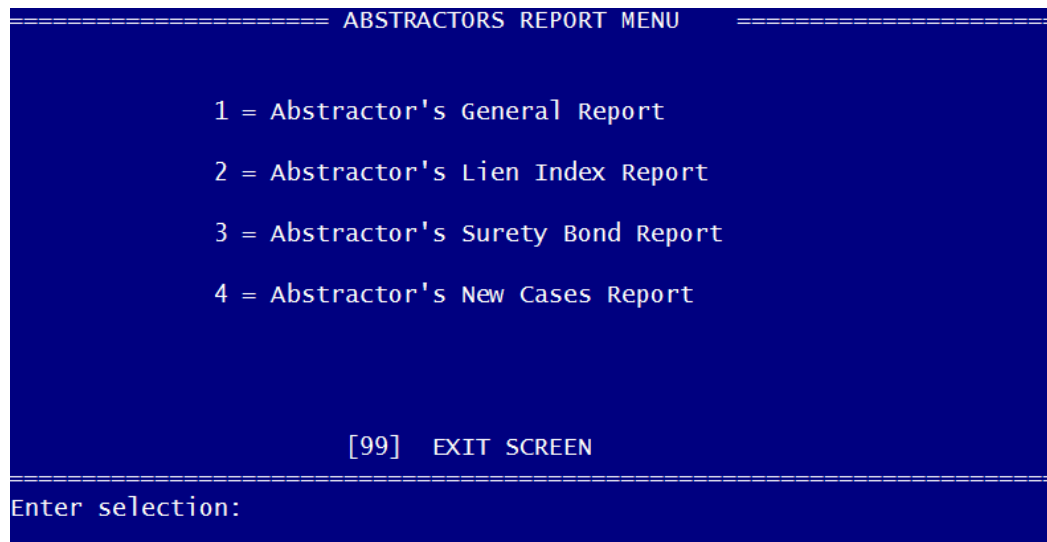 ====================== ABSTRACTORS REPORT MENU ======================
1 = Abstractor's General Report
2 = Abstractor's Lien Index Report
3 = Abstractor's Surety Bond Report
4 = Abstractor's New Cases Report
[99] EXIT SCREEN
========================================================================
Enter selection: